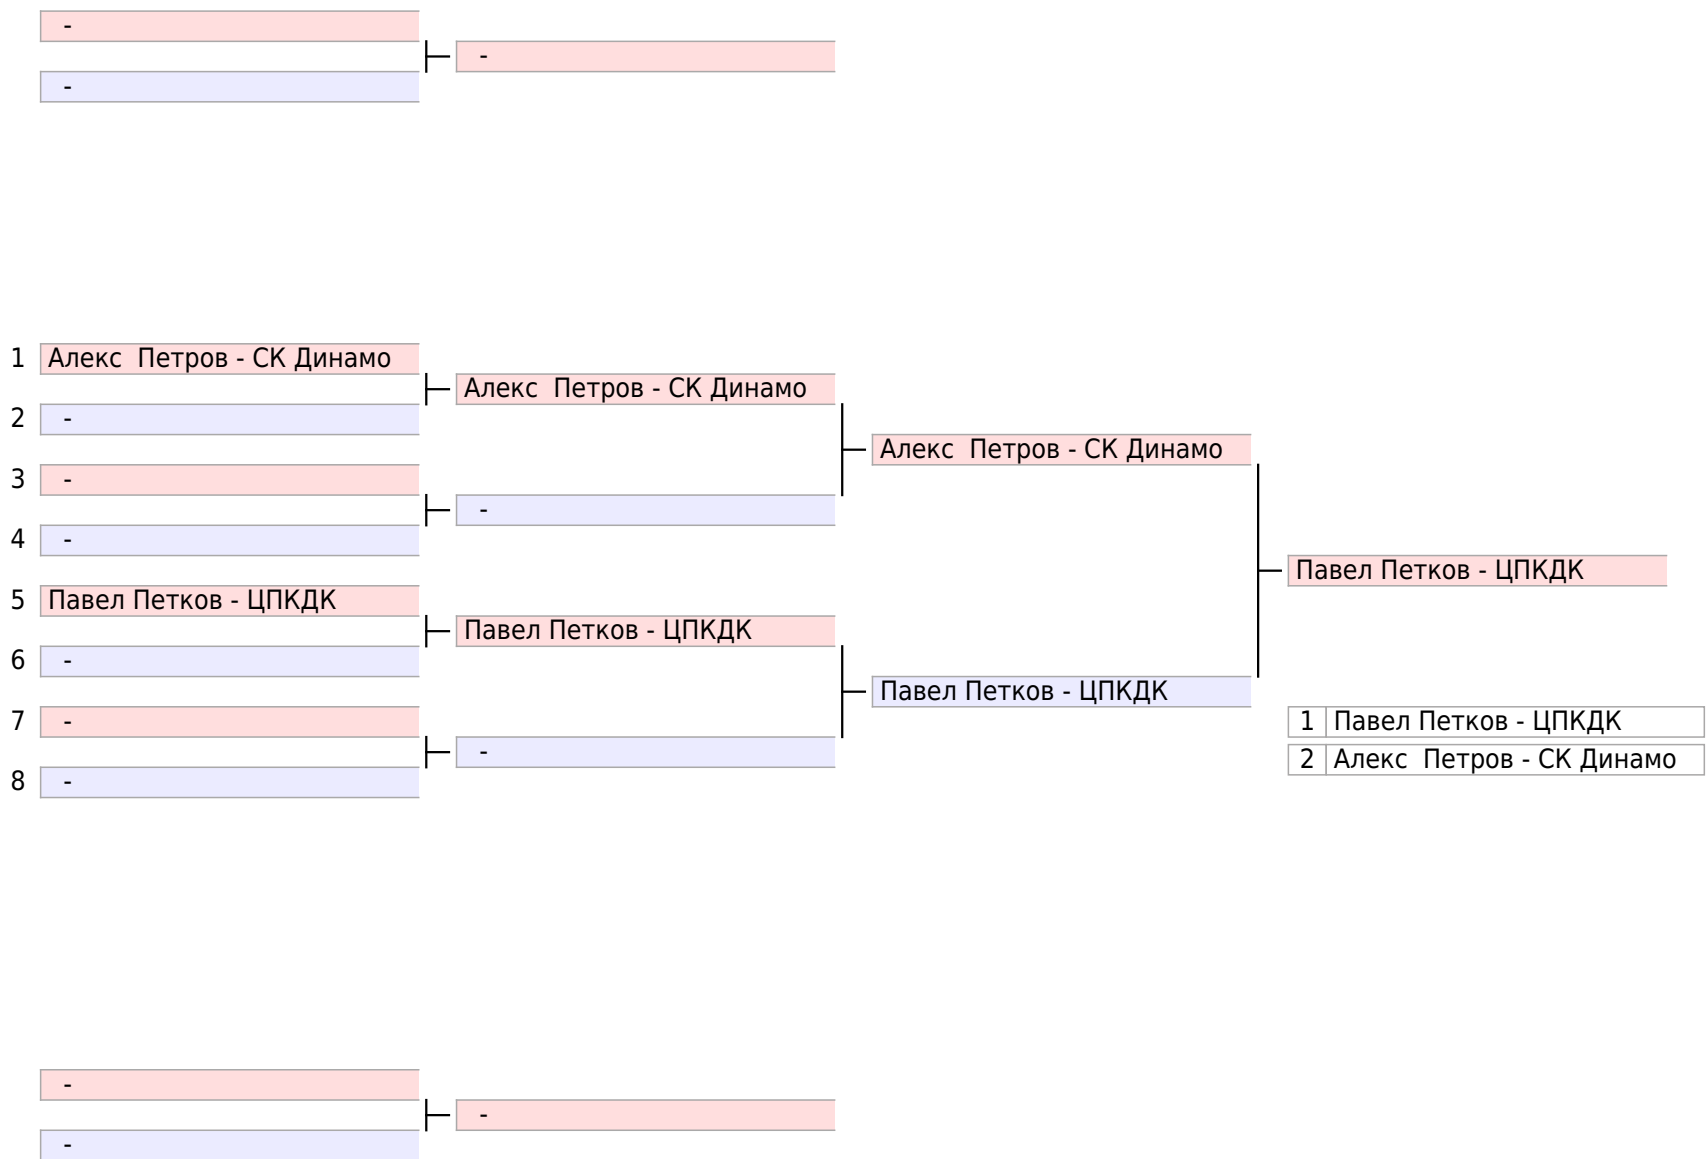 -
-
-
1 Алекс  Петров - СК Динамо
Алекс  Петров - СК Динамо
2 -
Алекс  Петров - СК Динамо
3 -
-
4 -
Павел Петков - ЦПКДК
5 Павел Петков - ЦПКДК
Павел Петков - ЦПКДК
6 -
Павел Петков - ЦПКДК
7 -
1 Павел Петков - ЦПКДК
-
2 Алекс  Петров - СК Динамо
8 -
-
-
-